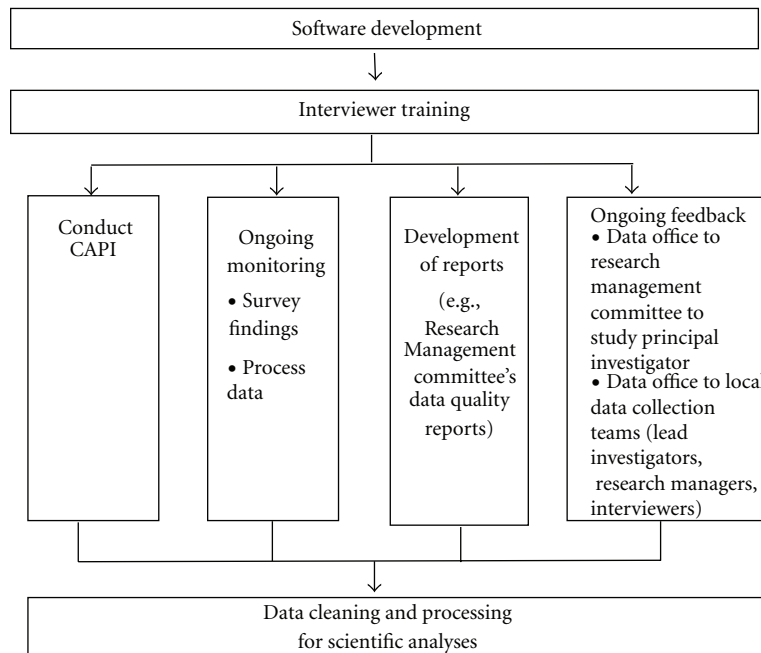 Software development
Interviewer training
Conduct
CAPI
Ongoing
monitoring
• Survey
findings
• Process
data
Development
of reports
(e.g.,
Research
Management
committee's
data quality
reports)
Ongoing feedback
• Data office to
research
management
committee to
study principal
investigator
• Data office to local
data collection
teams (lead
investigators,
research managers,
interviewers)
Data cleaning and processing
for scientific analyses